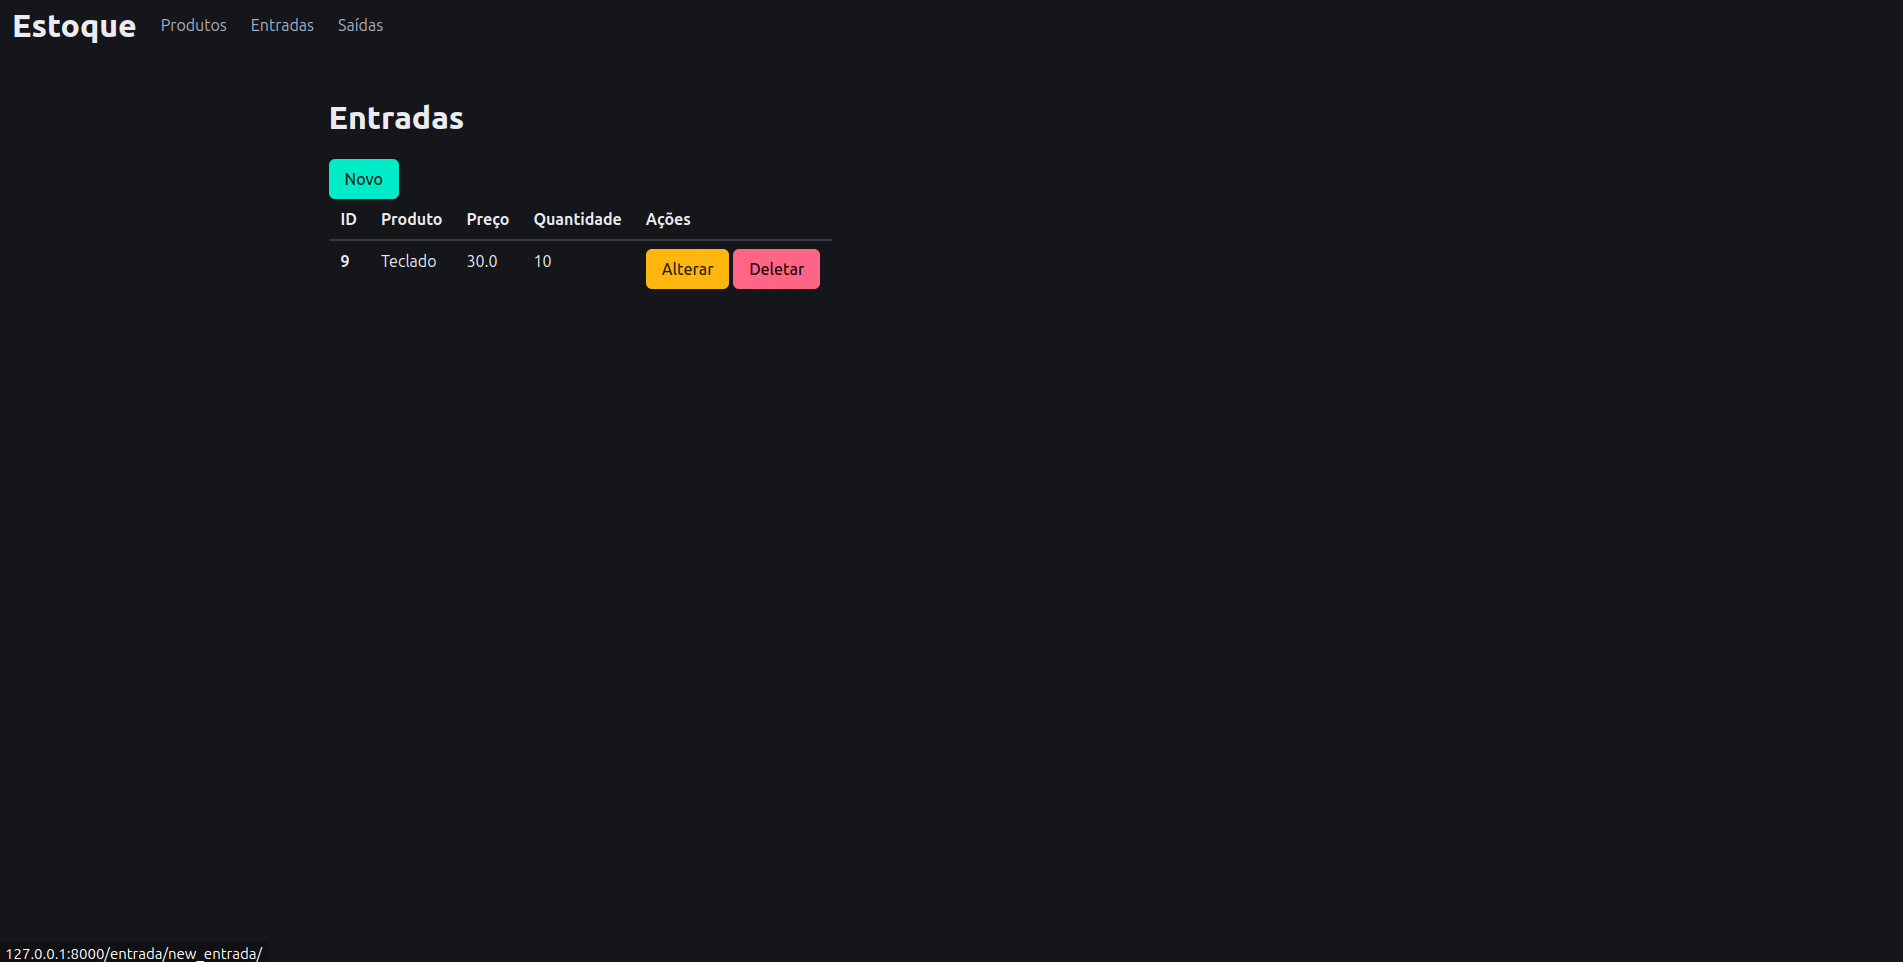 Estoque Produtos Entradas Saídas
Entradas
Novo
ID Produto Preço Quantidade Ações
9 Teclado 30.0 10 Alterar Deletar
127.0.0.1:8000/entrada/new_entrada/